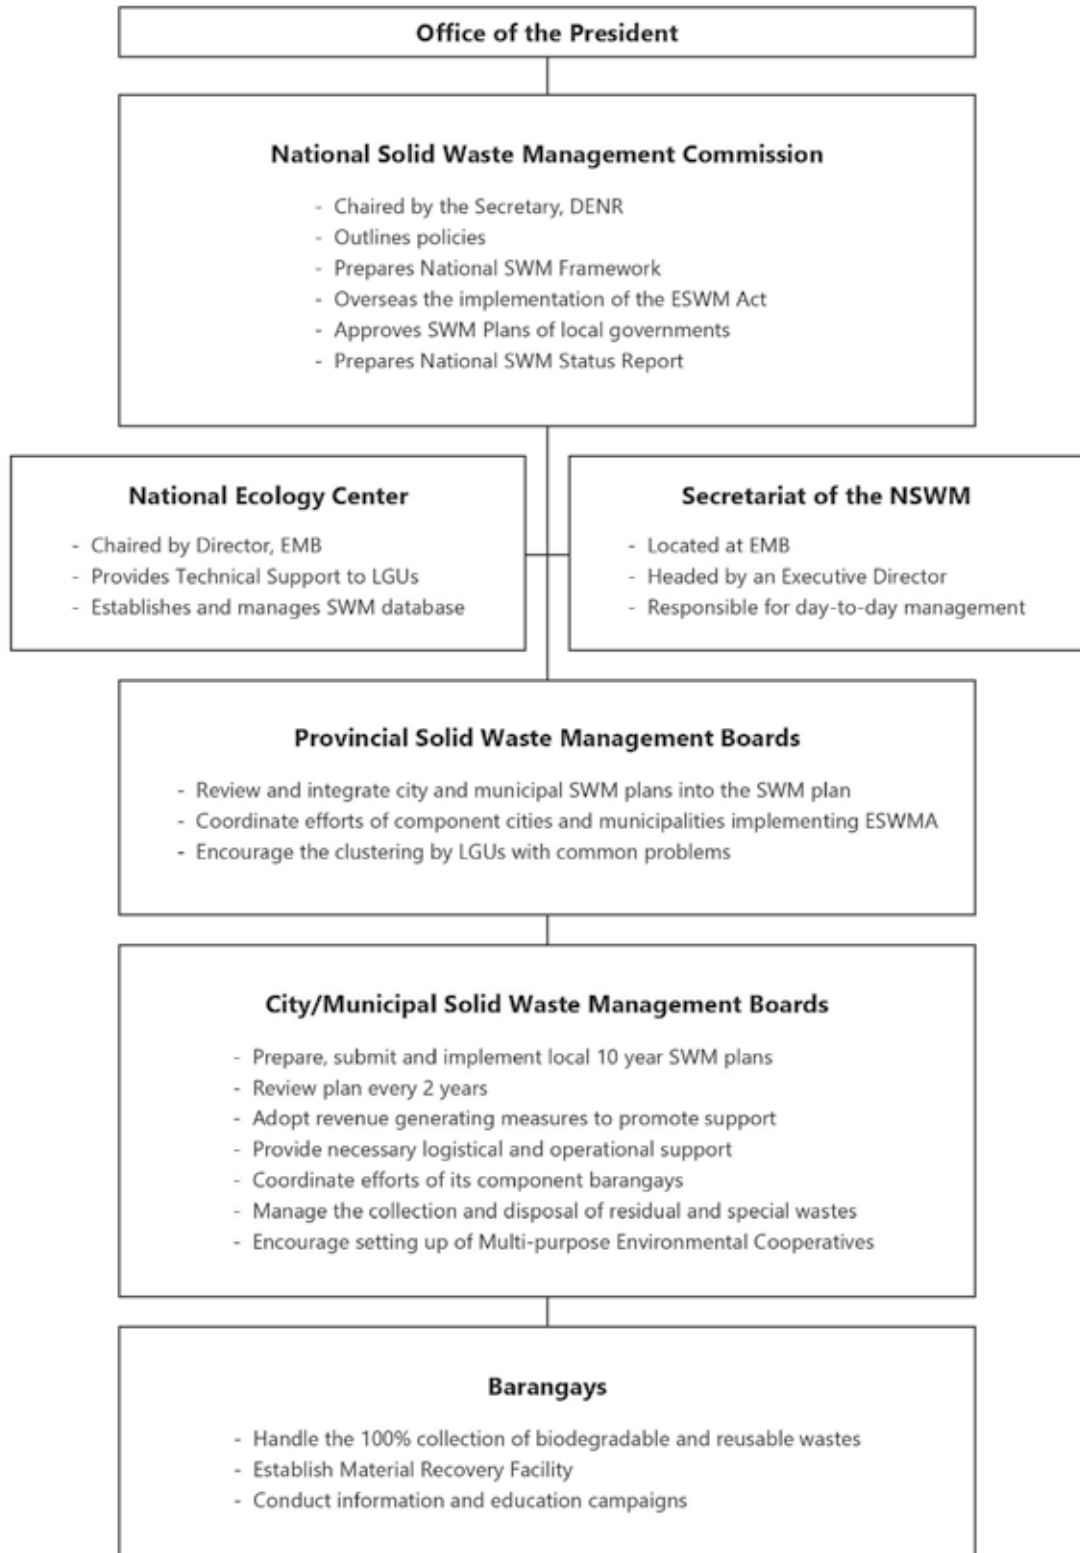 Office of the President
National Solid Waste Management Commission
- Chaired by the Secretary, DENR
- Outlines policies
- Prepares National SWM Framework
- Overseas the implementation of the ESWM Act
- Approves SWM Plans of local governments
- Prepares National SWM Status Report
National Ecology Center
- Chaired by Director, EMB
- Provides Technical Support to LGUs
- Establishes and manages SWM database
Secretariat of the NSWM
- Located at EMB
- Headed by an Executive Director
- Responsible for day-to-day management
Provincial Solid Waste Management Boards
- Review and integrate city and municipal SWM plans into the SWM plan
- Coordinate efforts of component cities and municipalities implementing ESWMA
- Encourage the clustering by LGUs with common problems
City/Municipal Solid Waste Management Boards
- Prepare, submit and implement local 10 year SWM plans
- Review plan every 2 years
- Adopt revenue generating measures to promote support
- Provide necessary logistical and operational support
- Coordinate efforts of its component barangays
- Manage the collection and disposal of residual and special wastes
- Encourage setting up of Multi-purpose Environmental Cooperatives
Barangays
- Handle the 100% collection of biodegradable and reusable wastes
- Establish Material Recovery Facility
- Conduct information and education campaigns